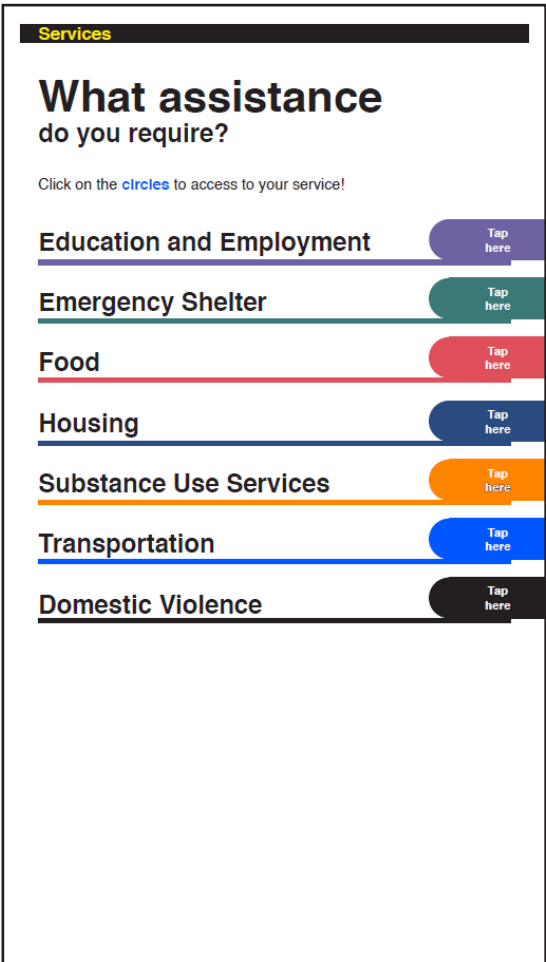 Services
What assistance
do you require?
Click on the circles to access to your service!
Education and Employment
Tap
here
Emergency Shelter
Tap
here
Food
Tap
here
Housing
Tap
here
Substance Use Services
Tap
here
Transportation
Tap
here
Domestic Violence
Tap
here